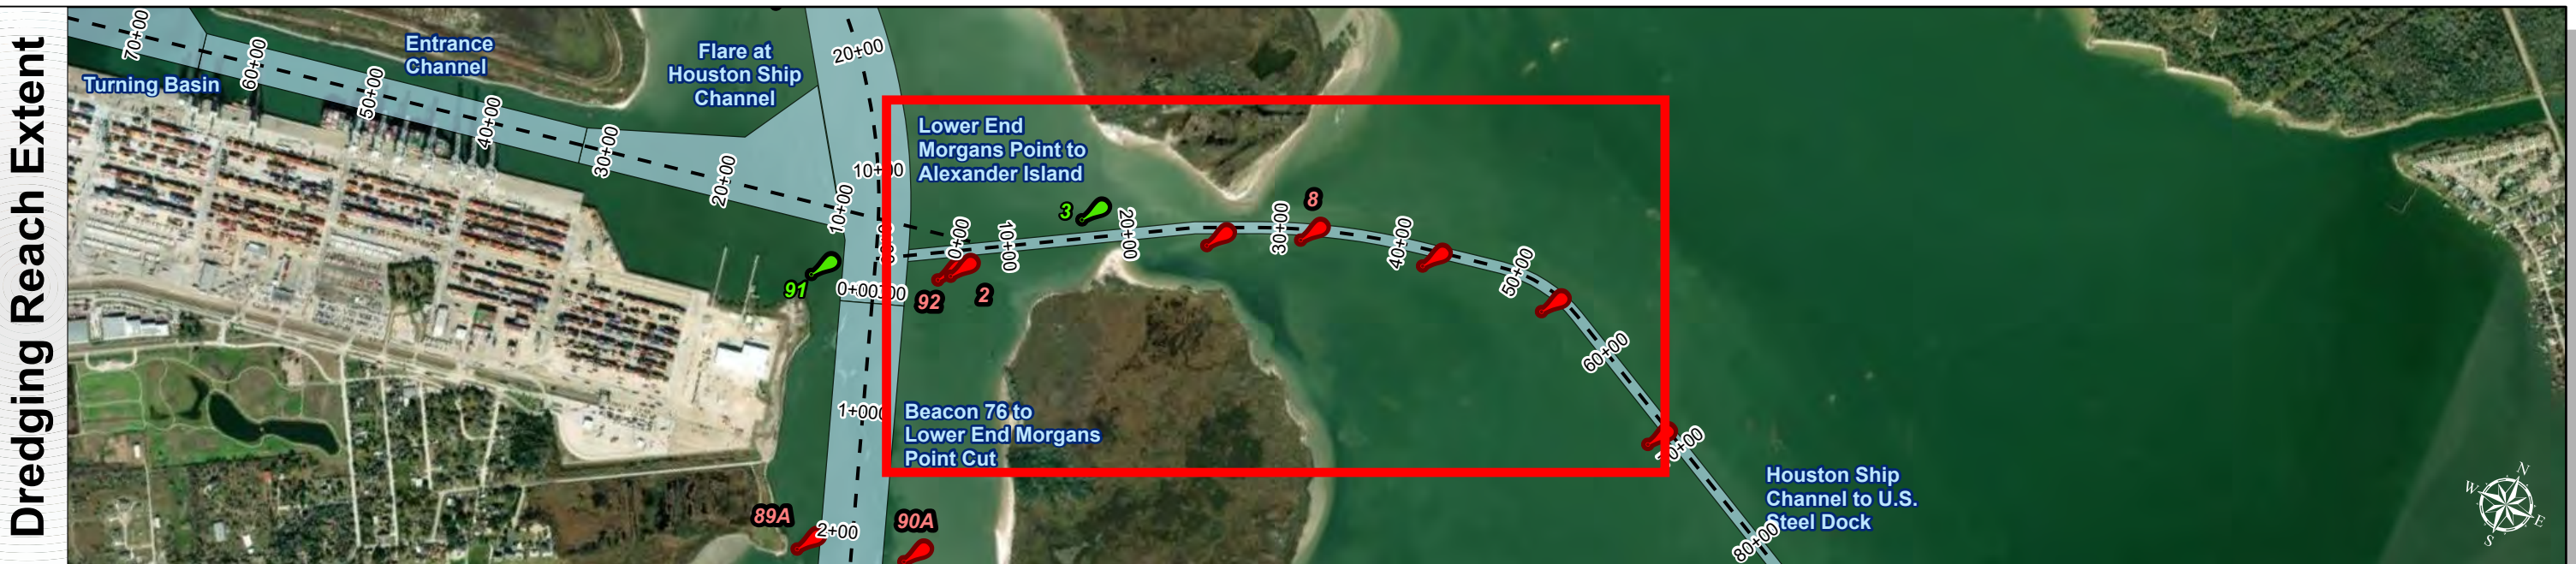 Dredging Reach Extent
70+00
60+00
50+00
40+00
30+00
20+00
10+00
Turning Basin
Entrance
Channel
Flare at
Houston Ship
Channel
20+00
10+00
0+00
1+00
2+00
Lower End
Morgans Point to
Alexander Island
3
8
91
92
2
0+00
10+00
20+00
30+00
40+00
50+00
60+00
80+00
Beacon 76 to
Lower End Morgans
Point Cut
89A
90A
Houston Ship
Channel to U.S.
Steel Dock
N
W
E
S